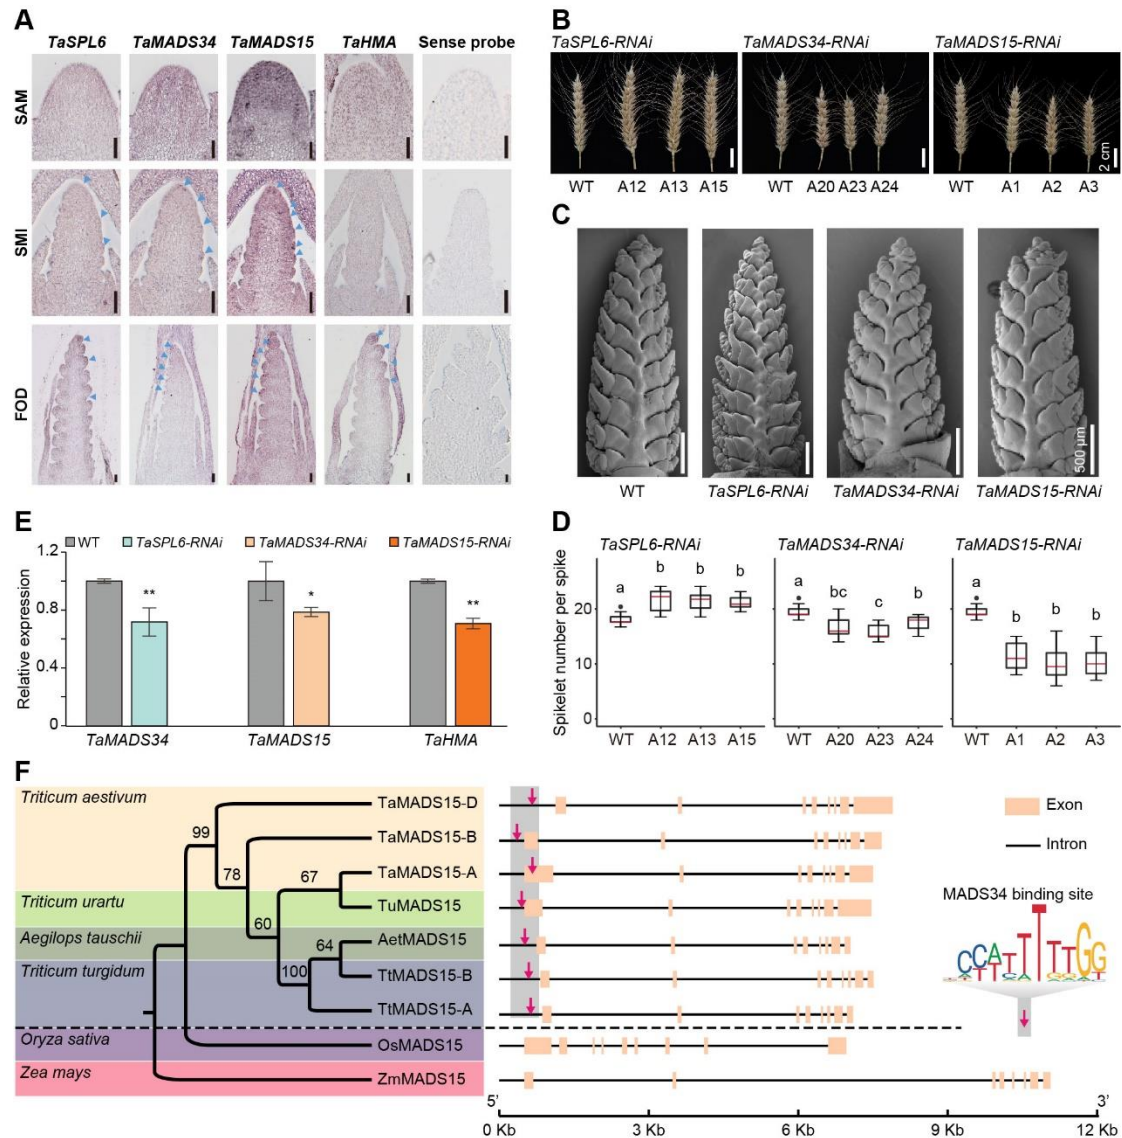 A
TaSPL6 TaMADS34 TaMADS15 TaHMA Sense probe
SAM
SMI
FOD
B
TaSPL6-RNAi TaMADS34-RNAi TaMADS15-RNAi
2 cm
WT A12 A13 A15 WT A20 A23 A24 WT A1 A2 A3
C
500 µm
WT TaSPL6-RNAi TaMADS34-RNAi TaMADS15-RNAi
E
WT TaSPL6-RNAi TaMADS34-RNAi TaMADS15-RNAi
Relative expression
1.2
0.8
0.4
0
** * **
TaMADS34 TaMADS15 TaHMA
D
TaSPL6-RNAi TaMADS34-RNAi TaMADS15-RNAi
Spikelet number per spike
20
10
0
a b b b a bc c b a b b b
WT A12 A13 A15 WT A20 A23 A24 WT A1 A2 A3
F
Triticum aestivum
TaMADS15-D
99
TaMADS15-B
78
TaMADS15-A
67
Triticum urartu
TuMADS15
60
Aegilops tauschii
64
AetMADS15
Triticum turgidum
100
TtMADS15-B
TtMADS15-A
Oryza sativa
OsMADS15
Zea mays
ZmMADS15
Exon
Intron
MADS34 binding site
5’ 3’
0 Kb 3 Kb 6 Kb 9 Kb 12 Kb